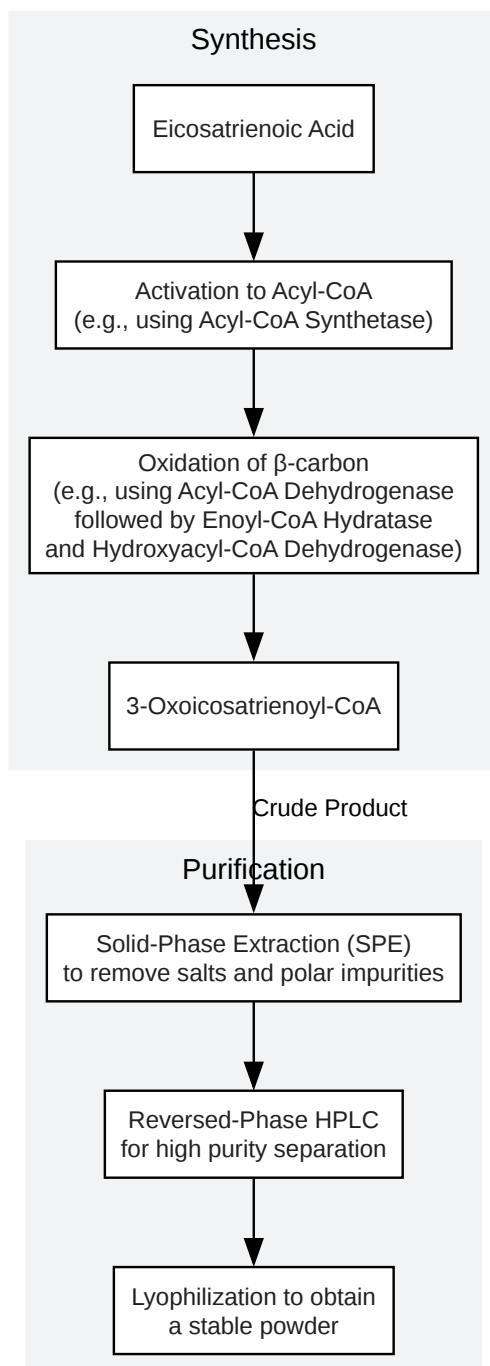 Synthesis
Eicosatrienoic Acid
Activation to Acyl-CoA
(e.g., using Acyl-CoA Synthetase)
Oxidation of β-carbon
(e.g., using Acyl-CoA Dehydrogenase
followed by Enoyl-CoA Hydratase
and Hydroxyacyl-CoA Dehydrogenase)
3-Oxoicosatrienoyl-CoA
Crude Product
Purification
Solid-Phase Extraction (SPE)
to remove salts and polar impurities
Reversed-Phase HPLC
for high purity separation
Lyophilization to obtain
a stable powder